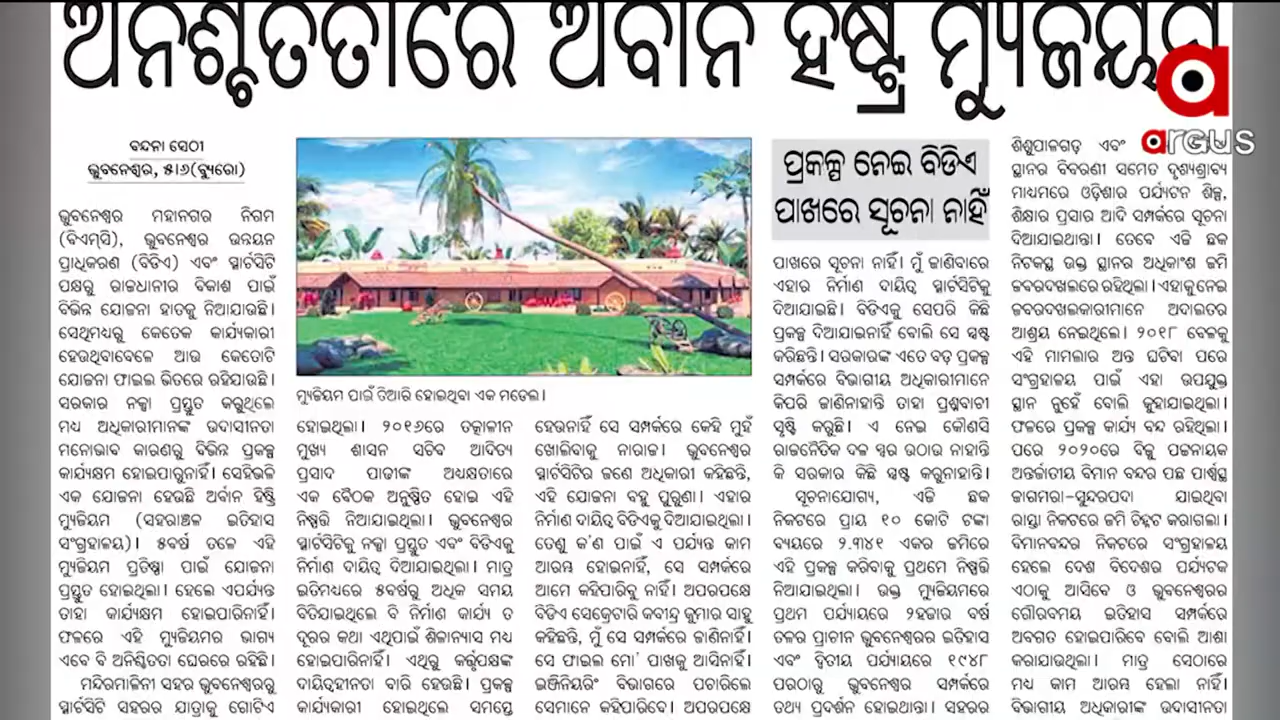 ଅନିଶ୍ଚିତତାରେ ଅର୍ବାନ ହିଷ୍ଟ୍ରି ମ୍ୟୁଜିୟମ
argus
ବନ୍ଦନା ସେଠୀ
ଭୁବନେଶ୍ୱର, ୫।୬(ବ୍ୟୁରୋ)
ଭୁବନେଶ୍ୱର ମହାନଗର ନିଗମ
(ବିଏମ୍‌ସି), ଭୁବନେଶ୍ୱର ଉନ୍ନୟନ
ପ୍ରାଧିକରଣ (ବିଡିଏ) ଏବଂ ସ୍ମାର୍ଟସିଟି
ପକ୍ଷରୁ ରାଜଧାନୀର ବିକାଶ ପାଇଁ
ବିଭିନ୍ନ ଯୋଜନା ହାତକୁ ନିଆଯାଉଛି।
ସେଥିମଧ୍ୟରୁ କେତେକ କାର୍ଯ୍ୟକାରୀ
ହେଉଥିବାବେଳେ ଆଉ କେତୋଟି
ଯୋଜନା ଫାଇଲ ଭିତରେ ରହିଯାଉଛି।
ସରକାର ନକ୍ସା ପ୍ରସ୍ତୁତ କରୁଥିଲେ
ମଧ୍ୟ ଅଧିକାରୀମାନଙ୍କ ଉଦାସୀନତା
ମନୋଭାବ କାରଣରୁ ବିଭିନ୍ନ ପ୍ରକଳ୍ପ
କାର୍ଯ୍ୟକ୍ଷମ ହୋଇପାରୁନାହିଁ। ସେହିଭଳି
ଏକ ଯୋଜନା ହେଉଛି ଅର୍ବାନ ହିଷ୍ଟ୍ରି
ମ୍ୟୁଜିୟମ (ସହରାଞ୍ଚଳ ଇତିହାସ
ସଂଗ୍ରହାଳୟ)। ୫ବର୍ଷ ତଳେ ଏହି
ମ୍ୟୁଜିୟମ ପ୍ରତିଷ୍ଠା ପାଇଁ ଯୋଜନା
ପ୍ରସ୍ତୁତ ହୋଇଥିଲା। ହେଲେ ଏପର୍ଯ୍ୟନ୍ତ
ତାହା କାର୍ଯ୍ୟକ୍ଷମ ହୋଇପାରିନାହିଁ।
ଫଳରେ ଏହି ମ୍ୟୁଜିୟମର ଭାଗ୍ୟ
ଏବେ ବି ଅନିଶ୍ଚିତତା ଘେରରେ ରହିଛି।
ମନ୍ଦିରମାଳିନୀ ସହର ଭୁବନେଶ୍ୱରରୁ
ସ୍ମାର୍ଟସିଟି ସହରର ଯାତ୍ରାକୁ ଗୋଟିଏ
ମ୍ୟୁଜିୟମ ପାଇଁ ତିଆରି ହୋଇଥିବା ଏକ ମଡେଲ।
ହୋଇଥିଲା। ୨୦୧୬ରେ ତତ୍କାଳୀନ
ମୁଖ୍ୟ ଶାସନ ସଚିବ ଆଦିତ୍ୟ
ପ୍ରସାଦ ପାଢୀଙ୍କ ଅଧ୍ୟକ୍ଷତାରେ
ଏକ ବୈଠକ ଅନୁଷ୍ଠିତ ହୋଇ ଏହି
ନିଷ୍ପତ୍ତି ନିଆଯାଇଥିଲା। ଭୁବନେଶ୍ୱର
ସ୍ମାର୍ଟସିଟିକୁ ନକ୍ସା ପ୍ରସ୍ତୁତ ଏବଂ ବିଡିଏକୁ
ନିର୍ମାଣ ଦାୟିତ୍ୱ ଦିଆଯାଇଥିଲା। ମାତ୍ର
ଇତିମଧ୍ୟରେ ୫ବର୍ଷରୁ ଅଧିକ ସମୟ
ବିତିଯାଇଥିଲେ ବି ନିର୍ମାଣ କାର୍ଯ୍ୟ ତ
ଦୂରର କଥା ଏଥିପାଇଁ ଶିଳାନ୍ୟାସ ମଧ୍ୟ
ହୋଇପାରିନାହିଁ। ଏଥିରୁ କର୍ତ୍ତୃପକ୍ଷଙ୍କ
ଦାୟିତ୍ୱହୀନତା ବାରି ହେଉଛି। ପ୍ରକଳ୍ପ
କାର୍ଯ୍ୟକାରୀ ହୋଇଥିଲେ ସମସ୍ତେ
ହେଉନାହିଁ ସେ ସମ୍ପର୍କରେ କେହି ମୁହଁ
ଖୋଲିବାକୁ ନାରାଜ। ଭୁବନେଶ୍ୱର
ସ୍ମାର୍ଟସିଟିର ଜଣେ ଅଧିକାରୀ କହିଛନ୍ତି,
ଏହି ଯୋଜନା ବହୁ ପୁରୁଣା। ଏହାର
ନିର୍ମାଣ ଦାୟିତ୍ୱ ବିଡିଏକୁ ଦିଆଯାଇଥିଲା।
ତେଣୁ କ'ଣ ପାଇଁ ଏ ପର୍ଯ୍ୟନ୍ତ କାମ
ଆରମ୍ଭ ହୋଇନାହିଁ, ସେ ସମ୍ପର୍କରେ
ଆମେ କହିପାରିବୁ ନାହିଁ। ଅପରପକ୍ଷେ
ବିଡିଏ ସେକ୍ରେଟାରି କବୀନ୍ଦ୍ର କୁମାର ସାହୁ
କହିଛନ୍ତି, ମୁଁ ସେ ସମ୍ପର୍କରେ ଜାଣିନାହିଁ।
ସେ ଫାଇଲ ମୋ' ପାଖକୁ ଆସିନାହିଁ।
ଇଞ୍ଜିନିୟରିଂ ବିଭାଗରେ ପଚାରିଲେ
ସେମାନେ କହିପାରିବେ। ଅପରପକ୍ଷେ
ପ୍ରକଳ୍ପ ନେଇ ବିଡିଏ
ପାଖରେ ସୂଚନା ନାହିଁ
ପାଖରେ ସୂଚନା ନାହିଁ। ମୁଁ ଜାଣିବାରେ
ଏହାର ନିର୍ମାଣ ଦାୟିତ୍ୱ ସ୍ମାର୍ଟସିଟିକୁ
ଦିଆଯାଇଛି। ବିଡିଏକୁ ସେପରି କିଛି
ପ୍ରକଳ୍ପ ଦିଆଯାଇନାହିଁ ବୋଲି ସେ ସ୍ପଷ୍ଟ
କରିଛନ୍ତି। ସରକାରଙ୍କ ଏତେ ବଡ଼ ପ୍ରକଳ୍ପ
ସମ୍ପର୍କରେ ବିଭାଗୀୟ ଅଧିକାରୀମାନେ
କିପରି ଜାଣିନାହାନ୍ତି ତାହା ପ୍ରଶ୍ନବାଚୀ
ସୃଷ୍ଟି କରୁଛି। ଏ ନେଇ କୌଣସି
ରାଜନୈତିକ ଦଳ ସ୍ୱର ଉଠାଉ ନାହାନ୍ତି
କି ସରକାର କିଛି ସ୍ପଷ୍ଟ କରୁନାହାନ୍ତି।
ସୂଚନାଯୋଗ୍ୟ, ଏଜି ଛକ
ନିକଟରେ ପ୍ରାୟ ୧୦ କୋଟି ଟଙ୍କା
ବ୍ୟୟରେ ୨.୩୪୧ ଏକର ଜମିରେ
ଏହି ପ୍ରକଳ୍ପ କରିବାକୁ ପ୍ରଥମେ ନିଷ୍ପତ୍ତି
ନିଆଯାଇଥିଲା। ଉକ୍ତ ମ୍ୟୁଜିୟମରେ
ପ୍ରଥମ ପର୍ଯ୍ୟାୟରେ ୨ହଜାର ବର୍ଷ
ତଳର ପ୍ରାଚୀନ ଭୁବନେଶ୍ୱରର ଇତିହାସ
ଏବଂ ଦ୍ୱିତୀୟ ପର୍ଯ୍ୟାୟରେ ୧୯୪୮
ପରଠାରୁ ଭୁବନେଶ୍ୱର ସମ୍ପର୍କରେ
ତଥ୍ୟ ପ୍ରଦର୍ଶନ ହୋଇଥାନ୍ତା। ସହରର
ଶିଶୁପାଳଗଡ଼ ଏବଂ
ସ୍ଥାନର ବିବରଣୀ ସମେତ ଦୃଶ୍ୟଶ୍ରାବ୍ୟ
ମାଧ୍ୟମରେ ଓଡ଼ିଶାର ପର୍ଯ୍ୟଟନ ଶିଳ୍ପ,
ଶିକ୍ଷାର ପ୍ରସାର ଆଦି ସମ୍ପର୍କରେ ସୂଚନା
ଦିଆଯାଇଥାନ୍ତା। ତେବେ ଏଜି ଛକ
ନିଟକସ୍ଥ ଉକ୍ତ ସ୍ଥାନର ଅଧିକାଂଶ ଜମି
ଜବରଦଖଲରେ ରହିଥିଲା। ଏହାକୁ ନେଇ
ଜବରଦଖଲକାରୀମାନେ ଅଦାଲତର
ଆଶ୍ରୟ ନେଇଥିଲେ। ୨୦୧୮ ବେଳକୁ
ଏହି ମାମଲାର ଅନ୍ତ ଘଟିବା ପରେ
ସଂଗ୍ରହାଳୟ ପାଇଁ ଏହା ଉପଯୁକ୍ତ
ସ୍ଥାନ ନୁହେଁ ବୋଲି କୁହାଯାଇଥିଲା।
ଫଳରେ ପ୍ରକଳ୍ପ କାର୍ଯ୍ୟ ବନ୍ଦ ରହିଥିଲା।
ପରେ ୨୦୨୦ରେ ବିଜୁ ପଟ୍ଟନାୟକ
ଅନ୍ତର୍ଜାତୀୟ ବିମାନ ବନ୍ଦର ପଛ ପାର୍ଶ୍ୱସ୍ଥ
ଜାଗମରା-ସୁନ୍ଦରପଦା ଯାଇଥିବା
ରାସ୍ତା ନିକଟରେ ଜମି ଚିହ୍ନଟ କରାଗଲା।
ବିମାନବନ୍ଦର ନିକଟରେ ସଂଗ୍ରହାଳୟ
ହେଲେ ଦେଶ ବିଦେଶର ପର୍ଯ୍ୟଟକ
ଏଠାକୁ ଆସିବେ ଓ ଭୁବନେଶ୍ୱରର
ଗୌରବମୟ ଇତିହାସ ସମ୍ପର୍କରେ
ଅବଗତ ହୋଇପାରିବେ ବୋଲି ଆଶା
କରାଯାଉଥିଲା। ମାତ୍ର ସେଠାରେ
ମଧ୍ୟ କାମ ଆରମ୍ଭ ହେଲା ନାହିଁ।
ବିଭାଗୀୟ ଅଧିକାରୀଙ୍କ ଉଦାସୀନତା